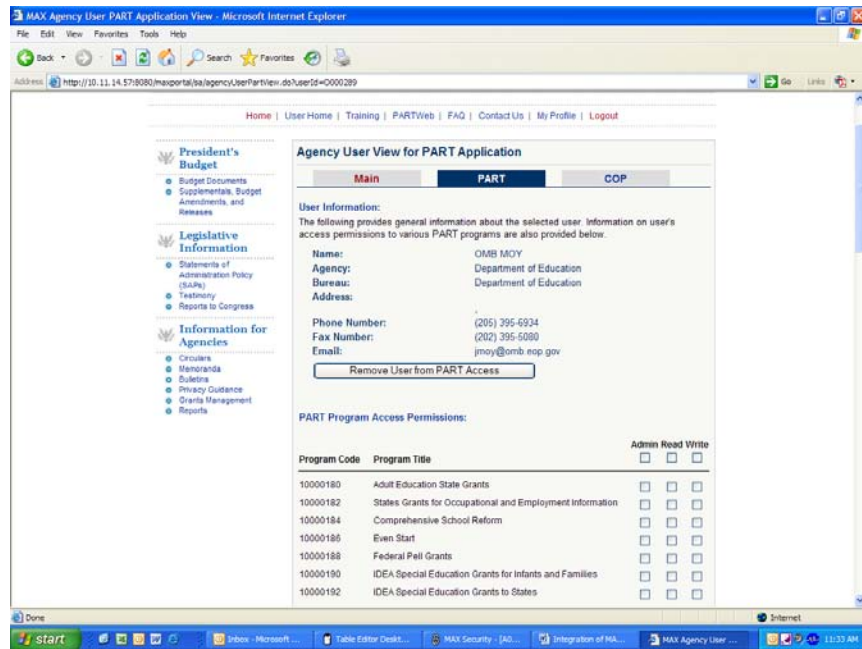 MAX Agency User PART Application View - Microsoft Internet Explorer
File Edit View Favorites Tools Help
Back Search Favorites
Address http://10.11.14.57:8080/maxportal/sa/agencyUserPartView.do?userId=O000289 Go Links
Home | User Home | Training | PARTWeb | FAQ | Contact Us | My Profile | Logout
President's
Budget
Budget Documents
Supplementals, Budget
Amendments, and
Releases
Legislative
Information
Statements of
Administration Policy
(SAPs)
Testimony
Reports to Congress
Information for
Agencies
Circulars
Memoranda
Bulletins
Privacy Guidance
Grants Management
Reports
Agency User View for PART Application
Main PART COP
User Information:
The following provides general information about the selected user. Information on user's
access permissions to various PART programs are also provided below.
Name: OMB MOY
Agency: Department of Education
Bureau: Department of Education
Address:
,
Phone Number: (205) 395-6934
Fax Number: (202) 395-5080
Email: jmoy@omb.eop.gov
Remove User from PART Access
PART Program Access Permissions:
Admin Read Write
Program Code Program Title
10000180 Adult Education State Grants
10000182 States Grants for Occupational and Employment Information
10000184 Comprehensive School Reform
10000186 Even Start
10000188 Federal Pell Grants
10000190 IDEA Special Education Grants for Infants and Families
10000192 IDEA Special Education Grants to States
Done Internet
start Inbox - Microsoft ... Table Editor Deskt... MAX Security - [A0... Integration of MA... MAX Agency User ... 11:33 AM